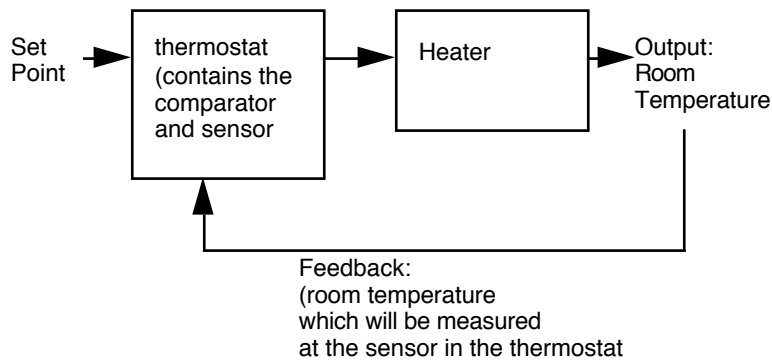 Set
Point
thermostat
(contains the
comparator
and sensor
Heater
Output:
Room
Temperature
Feedback:
(room temperature
which will be measured
at the sensor in the thermostat